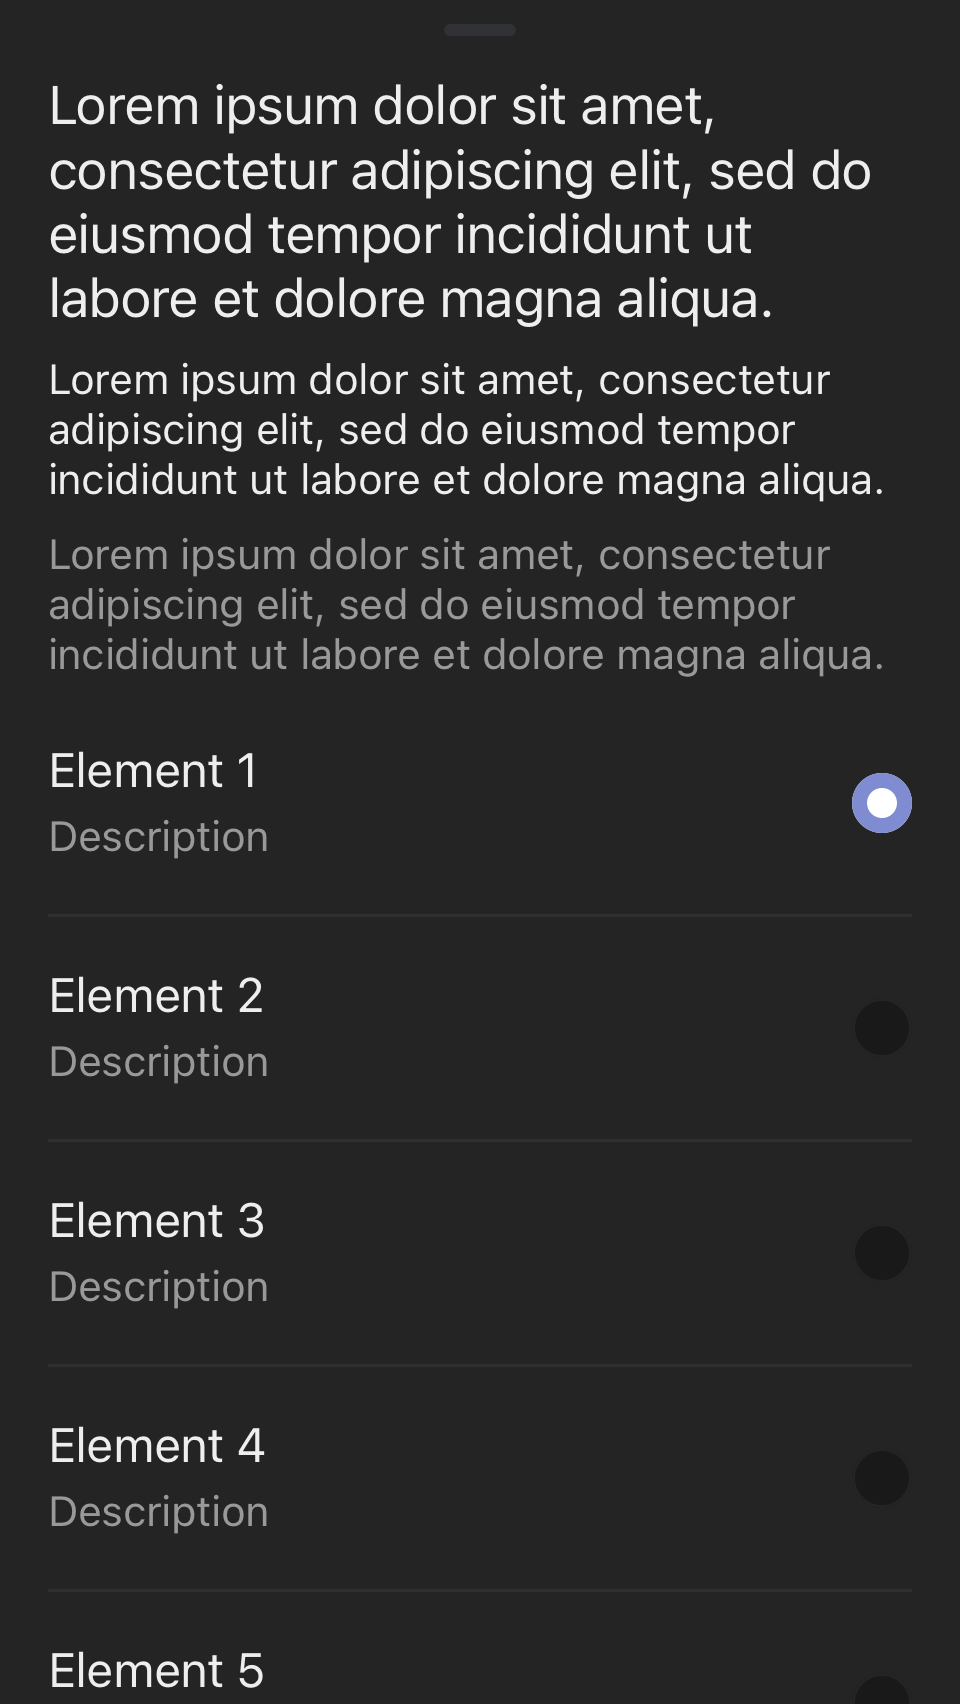 Lorem ipsum dolor sit amet,
consectetur adipiscing elit, sed do
eiusmod tempor incididunt ut
labore et dolore magna aliqua.
Lorem ipsum dolor sit amet, consectetur
adipiscing elit, sed do eiusmod tempor
incididunt ut labore et dolore magna aliqua.
Lorem ipsum dolor sit amet, consectetur
adipiscing elit, sed do eiusmod tempor
incididunt ut labore et dolore magna aliqua.
Element 1
Description
Element 2
Description
Element 3
Description
Element 4
Description
Element 5